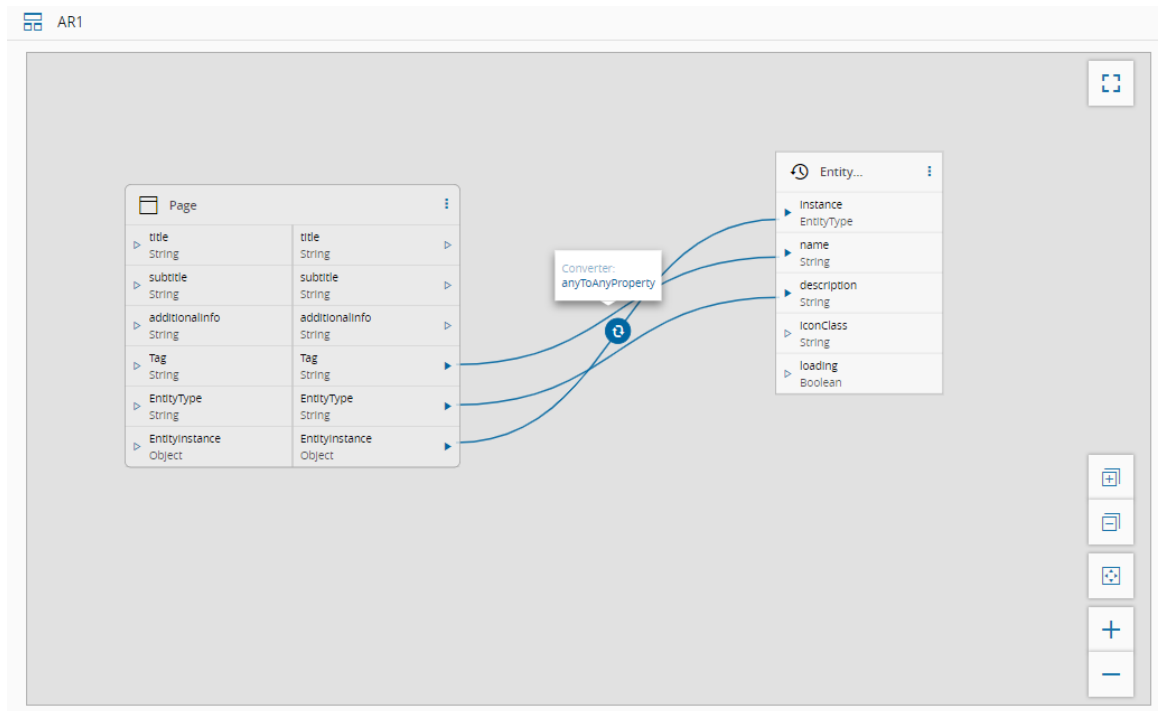 AR1
Page
title
String
title
String
subtitle
String
subtitle
String
additionalinfo
String
additionalinfo
String
Tag
String
Tag
String
EntityType
String
EntityType
String
EntityInstance
Object
EntityInstance
Object
Converter:
anyToAnyProperty
Entity...
instance
EntityType
name
String
description
String
iconClass
String
loading
Boolean